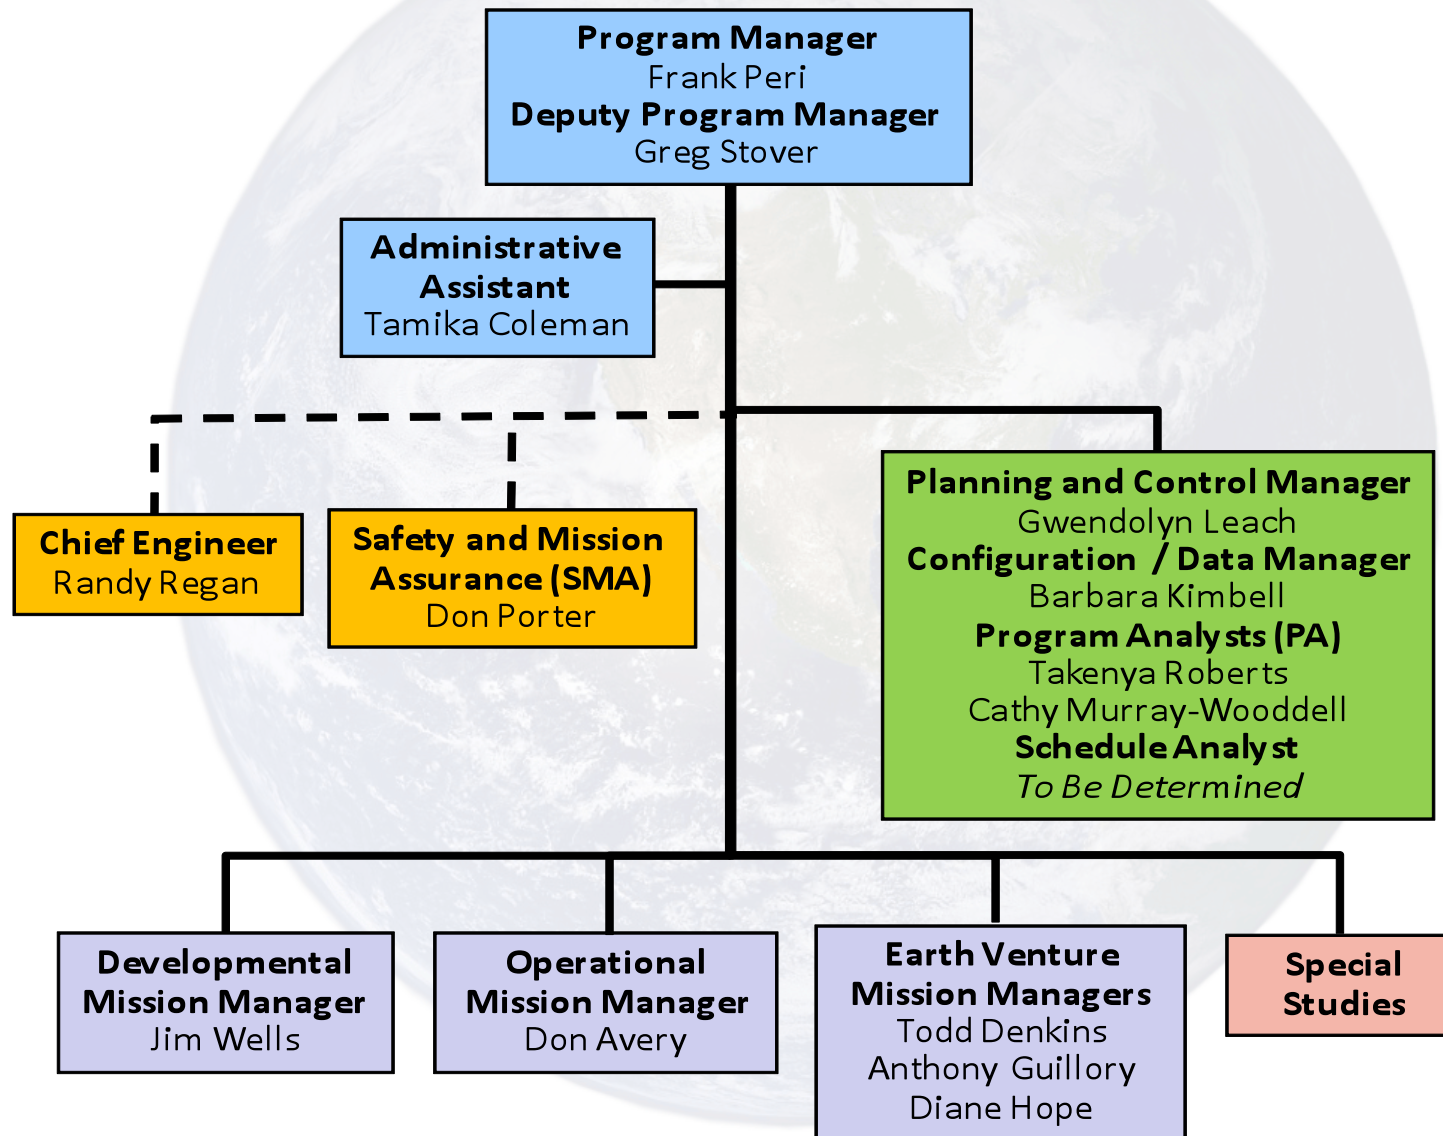 Program Manager
Frank Peri
Deputy Program Manager
Greg Stover
Administrative
Assistant
Tamika Coleman
Chief Engineer
Randy Regan
Safety and Mission
Assurance (SMA)
Don Porter
Planning and Control Manager
Gwendolyn Leach
Configuration / Data Manager
Barbara Kimbell
Program Analysts (PA)
Takenya Roberts
Cathy Murray-Wooddell
Schedule Analyst
To Be Determined
Developmental
Mission Manager
Jim Wells
Operational
Mission Manager
Don Avery
Earth Venture
Mission Managers
Todd Denkins
Anthony Guillory
Diane Hope
Special
Studies